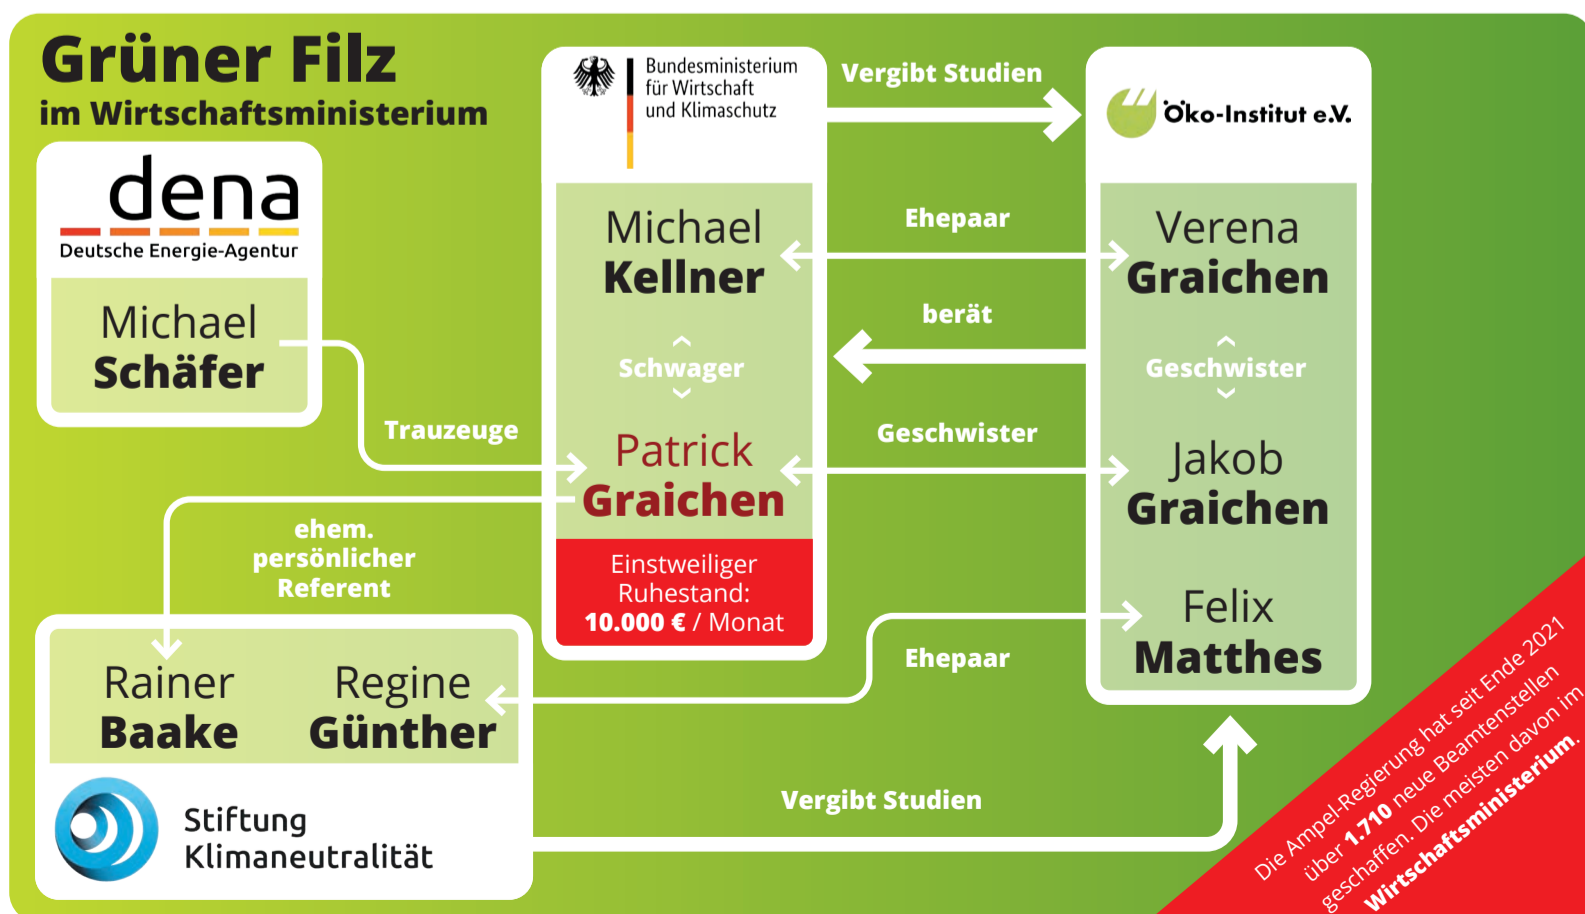 Grüner Filz
im Wirtschaftsministerium
dena
Deutsche Energie-Agentur
Michael
Schäfer
Trauzeuge
Bundesministerium
für Wirtschaft
und Klimaschutz
Michael
Kellner
Schwager
Patrick
Graichen
Einstweiliger
Ruhestand:
10.000 € / Monat
Vergibt Studien
Ehepaar
berät
Geschwister
Öko-Institut e.V.
Verena
Graichen
Geschwister
Jakob
Graichen
Felix
Matthes
ehem.
persönlicher
Referent
Rainer
Baake
Regine
Günther
Stiftung
Klimaneutralität
Ehepaar
Vergibt Studien
Die Ampel-Regierung hat seit Ende 2021
über 1.710 neue Beamtenstellen
geschaffen. Die meisten davon im
Wirtschaftsministerium.